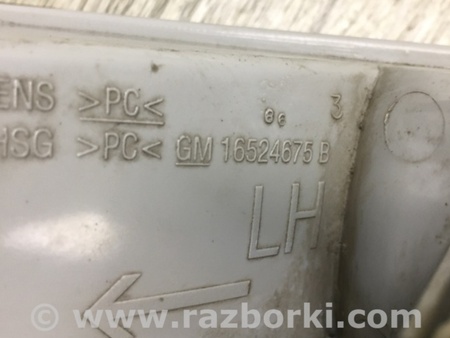 ENS >PC< 3
HSG >PC< GM 16524675 B
LH
© www.razborki.com